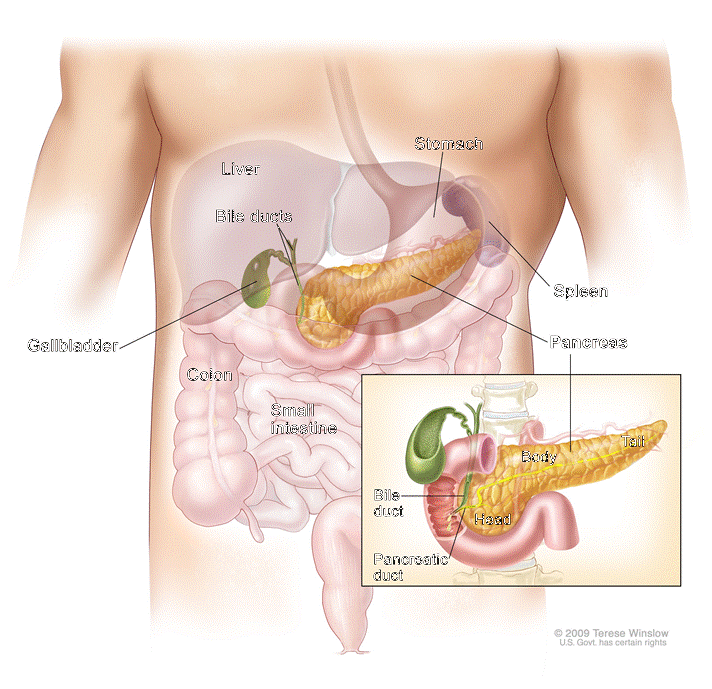 Stomach
Liver
Bile ducts
Spleen
Gallbladder
Pancreas
Colon
Small
intestine
Tail
Body
Bile
duct
Head
Pancreatic
duct
© 2009 Terese Winslow
U.S. Govt. has certain rights